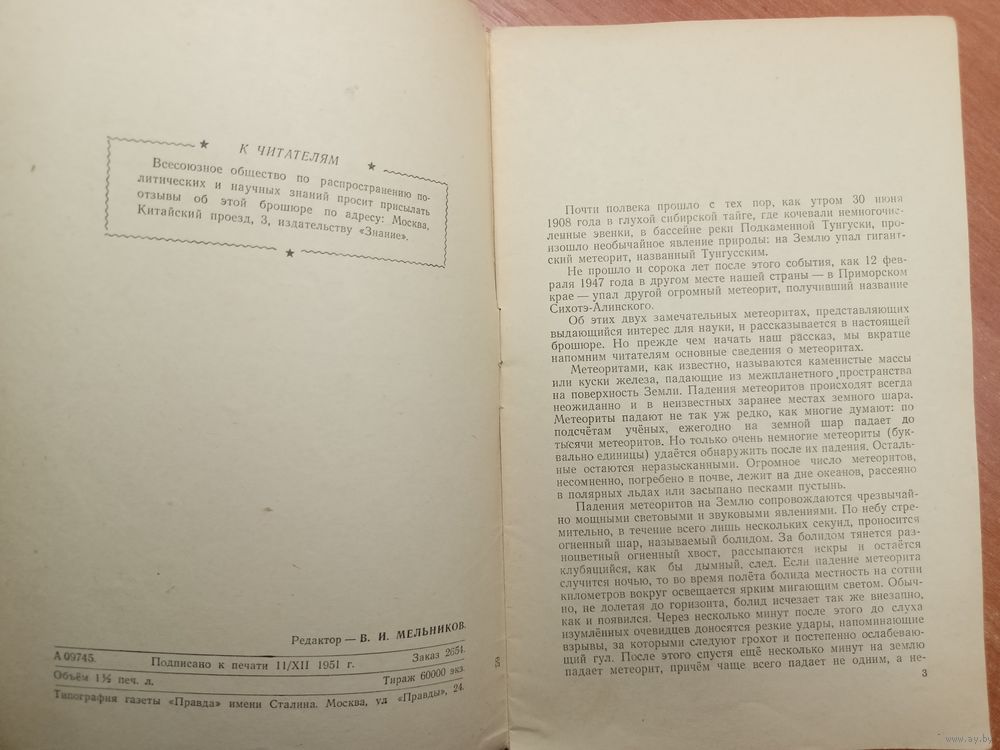 К ЧИТАТЕЛЯМ
Всесоюзное общество по распространению по-
литических и научных знаний просит присылать
отзывы об этой брошюре по адресу: Москва,
Китайский проезд, 3, издательству «Знание».
Редактор — В. И. МЕЛЬНИКОВ.
А 09745. Подписано к печати 11/XII 1951 г. Заказ 2654.
Объём 1½ печ. л. Тираж 60000 экз.
Типография газеты «Правда» имени Сталина. Москва, ул. «Правды», 24.
Почти полвека прошло с тех пор, как утром 30 июня
1908 года в глухой сибирской тайге, где кочевали немногочис-
ленные эвенки, в бассейне реки Подкаменной Тунгуски, про-
изошло необычайное явление природы: на Землю упал гигант-
ский метеорит, названный Тунгусским.
Не прошло и сорока лет после этого события, как 12 фев-
раля 1947 года в другом месте нашей страны — в Приморском
крае — упал другой огромный метеорит, получивший название
Сихотэ-Алинского.
Об этих двух замечательных метеоритах, представляющих
выдающийся интерес для науки, и рассказывается в настоящей
брошюре. Но прежде чем начать наш рассказ, мы вкратце
напомним читателям основные сведения о метеоритах.
Метеоритами, как известно, называются каменистые массы
или куски железа, падающие из межпланетного пространства
на поверхность Земли. Падения метеоритов происходят всегда
неожиданно и в неизвестных заранее местах земного шара.
Метеориты падают не так уж редко, как многие думают: по
подсчётам учёных, ежегодно на земной шар падает до
тысячи метеоритов. Но только очень немногие метеориты (бук-
вально единицы) удаётся обнаружить после их падения. Осталь-
ные остаются неразысканными. Огромное число метеоритов,
несомненно, погребено в почве, лежит на дне океанов, рассеяно
в полярных льдах или засыпано песками пустынь.
Падения метеоритов на Землю сопровождаются чрезвычай-
но мощными световыми и звуковыми явлениями. По небу стре-
мительно, в течение всего лишь нескольких секунд, проносится
огненный шар, называемый болидом. За болидом тянется раз-
ноцветный огненный хвост, рассыпаются искры и остаётся
клубящийся, как бы дымный, след. Если падение метеорита
случится ночью, то во время полёта болида местность на сотни
километров вокруг освещается ярким мигающим светом. Обыч-
но, не долетая до горизонта, болид исчезает так же внезапно,
как и появился. Через несколько минут после этого до слуха
изумлённых очевидцев доносятся резкие удары, напоминающие
взрывы, за которыми следуют грохот и постепенно ослабеваю-
щий гул. После этого спустя ещё несколько минут на землю
падает метеорит, причём чаще всего падает не один, а не-
3
www.ay.by